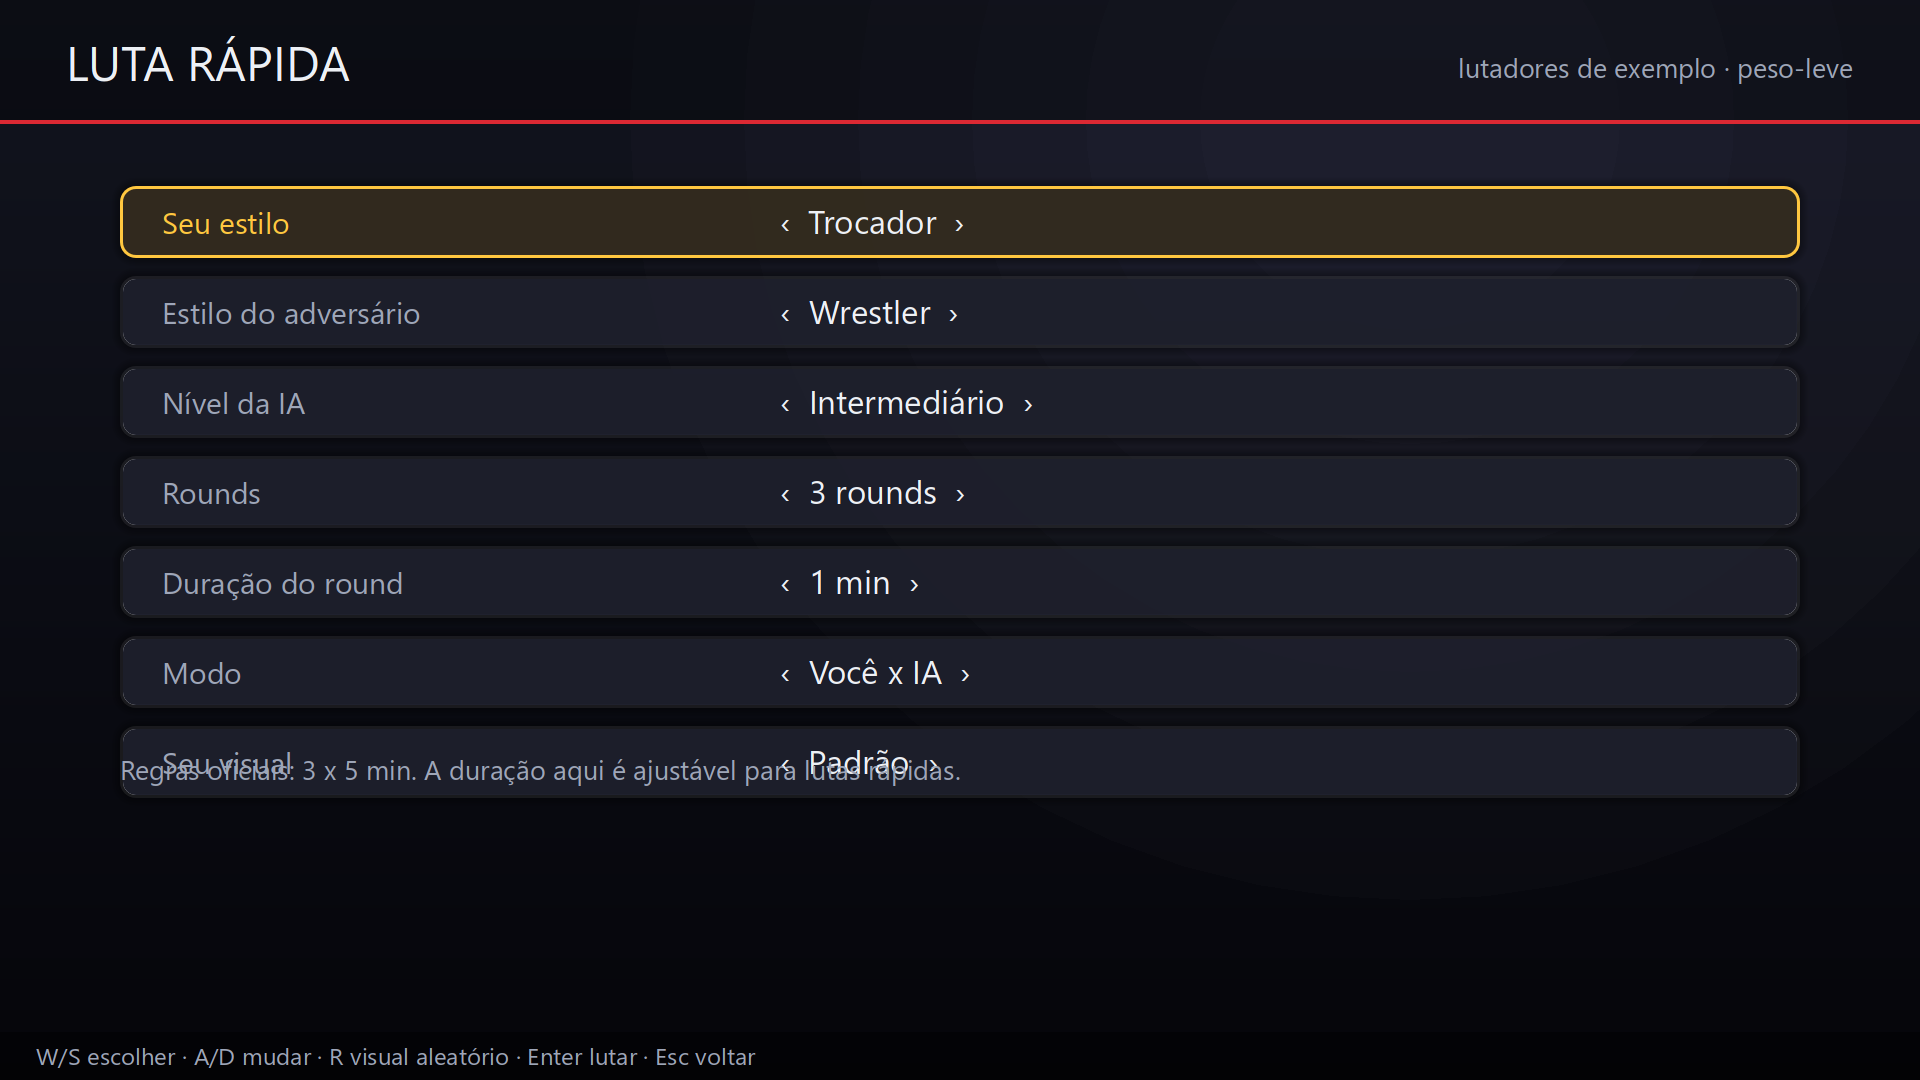 LUTA RÁPIDA
lutadores de exemplo · peso-leve
Seu estilo ‹ Trocador ›
Estilo do adversário ‹ Wrestler ›
Nível da IA ‹ Intermediário ›
Rounds ‹ 3 rounds ›
Duração do round ‹ 1 min ›
Modo ‹ Você x IA ›
Seu visual ‹ Padrão ›
Regras oficiais: 3 x 5 min. A duração aqui é ajustável para lutas rápidas.
W/S escolher · A/D mudar · R visual aleatório · Enter lutar · Esc voltar